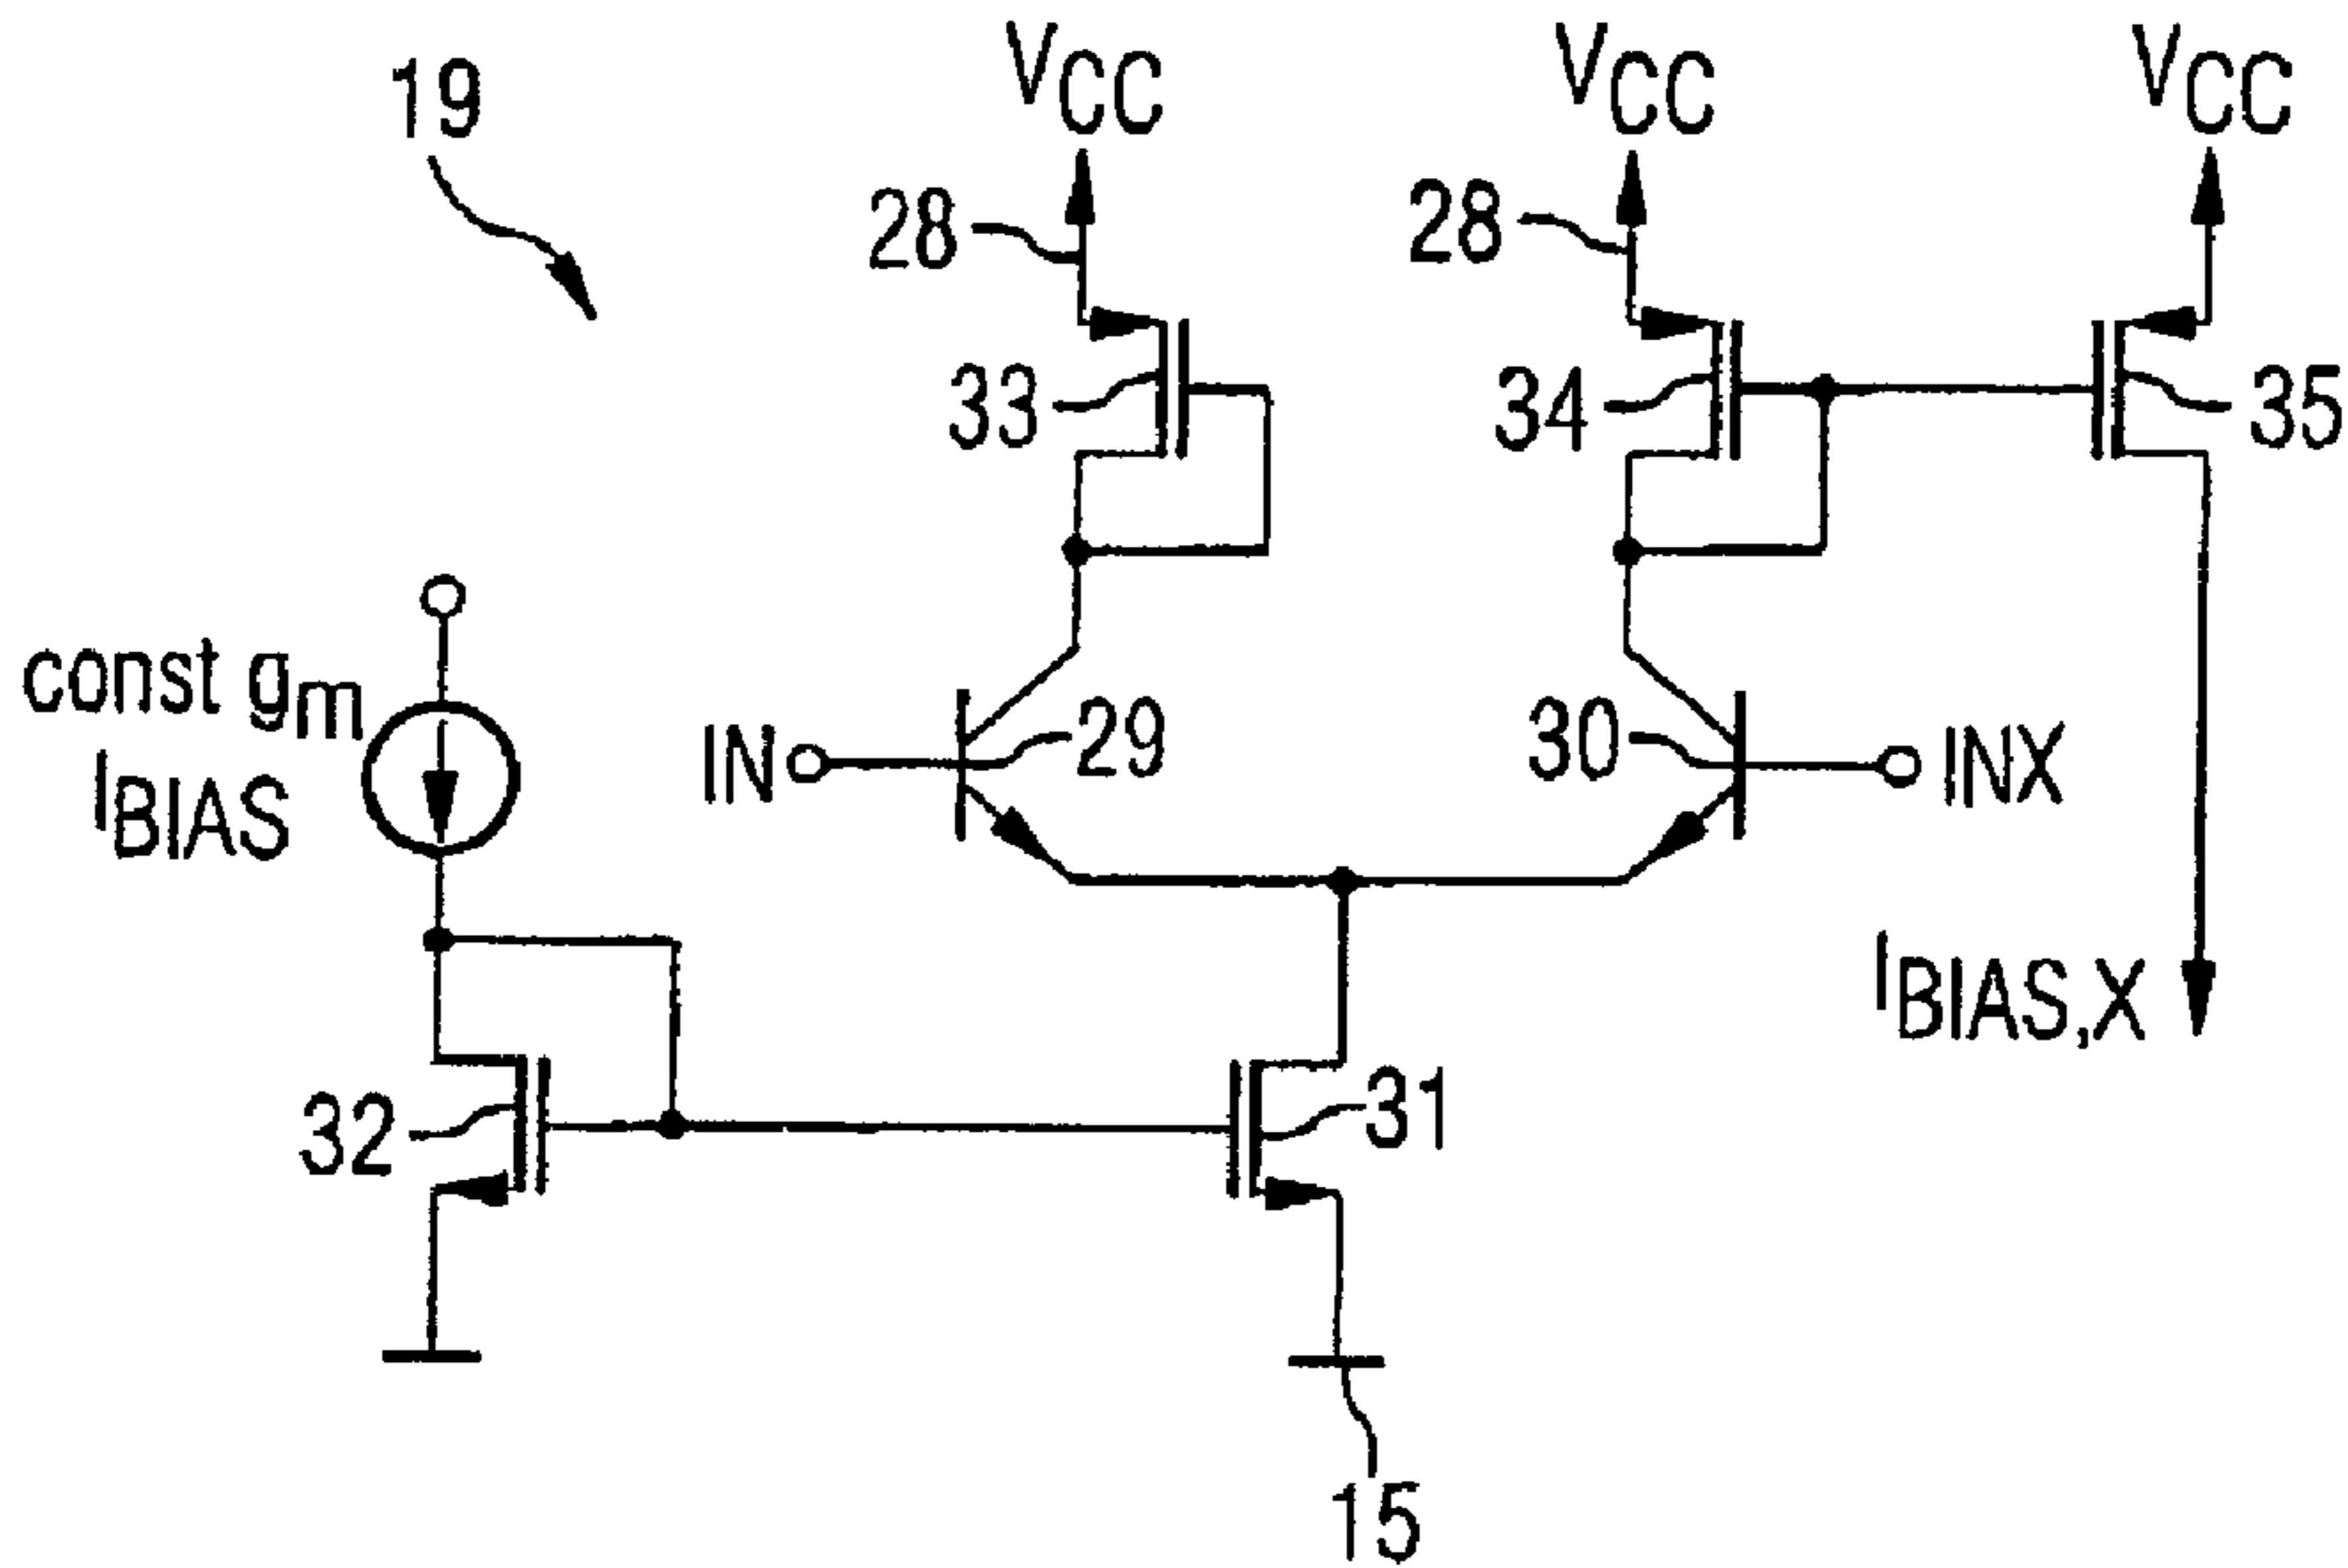 19
VCC
VCC
VCC
28
28
33
34
35
const gm
IBIAS
IN
29
30
INX
IBIAS,X
32
31
15